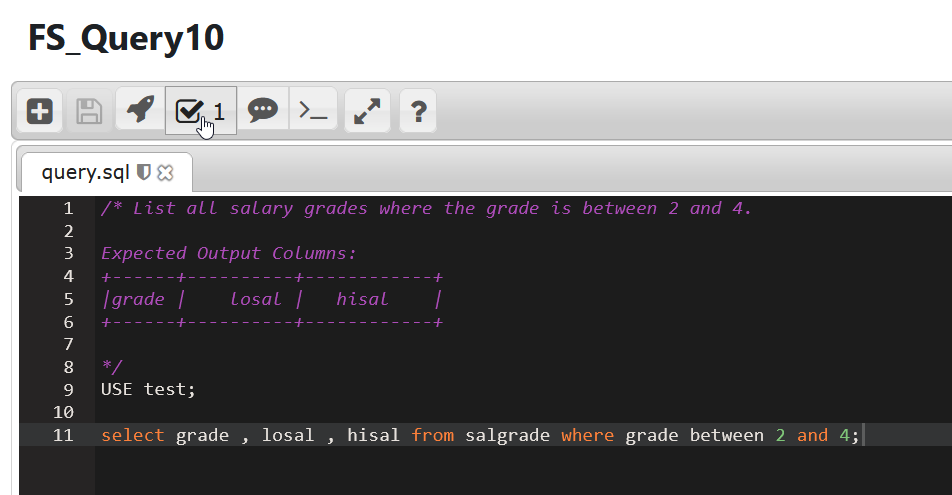 FS_Query10
1
>_
?
query.sql
1 /* List all salary grades where the grade is between 2 and 4.
2
3 Expected Output Columns:
4 +------+----------+------------+
5 |grade |    losal |   hisal    |
6 +------+----------+------------+
7
8 */
9 USE test;
10
11 select grade , losal , hisal from salgrade where grade between 2 and 4;